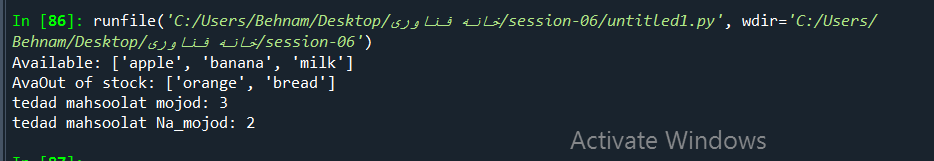 In [86]: runfile('C:/Users/Behnam/Desktop/خانه فناوری/session-06/untitled1.py', wdir='C:/Users/
Behnam/Desktop/خانه فناوری/session-06')
Available: ['apple', 'banana', 'milk']
AvaOut of stock: ['orange', 'bread']
tedad mahsoolat mojod: 3
tedad mahsoolat Na_mojod: 2
Activate Windows
In [87]: